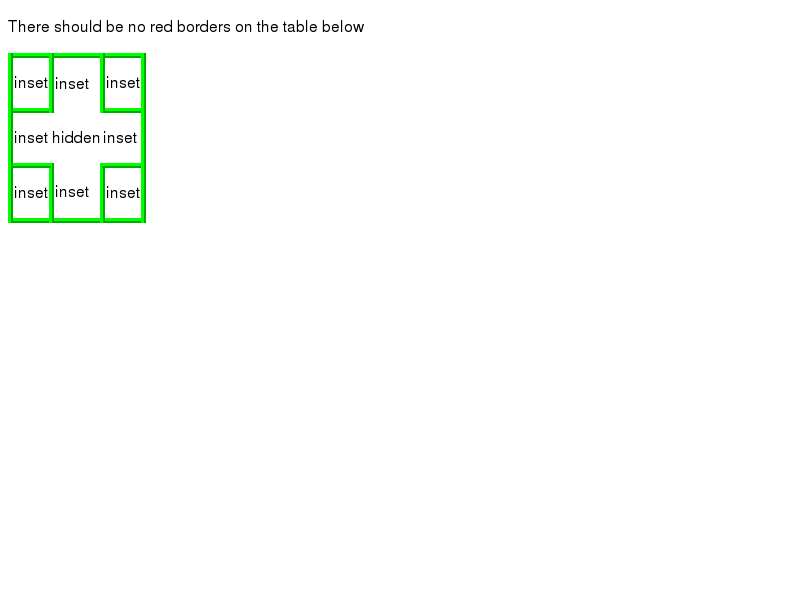 There should be no red borders on the table below
inset inset inset
inset hidden inset
inset inset inset